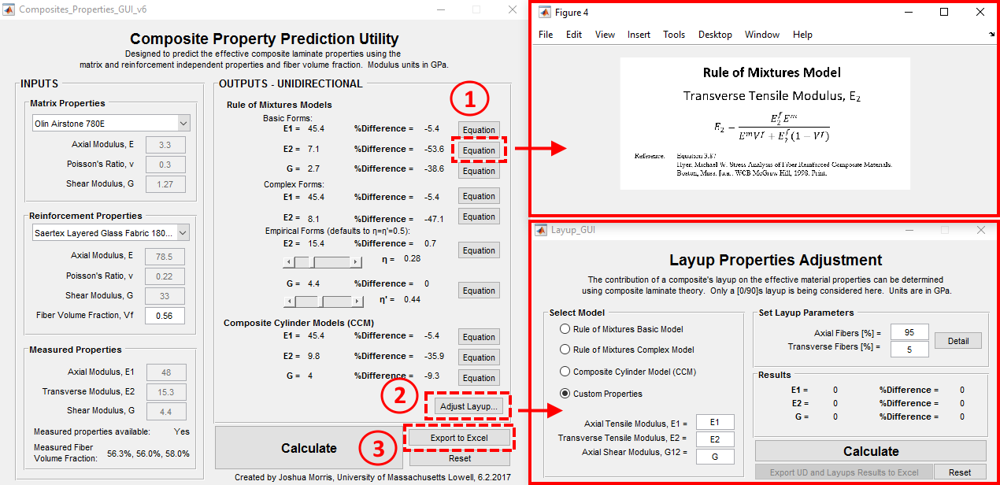 Composites_Properties_GUI_v6
Composite Property Prediction Utility
Designed to predict the effective composite laminate properties using the
matrix and reinforcement independent properties and fiber volume fraction. Modulus units in GPa.
INPUTS
Matrix Properties
Olin Airstone 780E
Axial Modulus, E 3.3
Poisson's Ratio, v 0.3
Shear Modulus, G 1.27
Reinforcement Properties
Saertex Layered Glass Fabric 180...
Axial Modulus, E 78.5
Poisson's Ratio, v 0.22
Shear Modulus, G 33
Fiber Volume Fraction, Vf 0.56
Measured Properties
Axial Modulus, E1 48
Transverse Modulus, E2 15.3
Shear Modulus, G 4.4
Measured properties available: Yes
Measured Fiber
Volume Fraction: 56.3%, 56.0%, 58.0%
OUTPUTS - UNIDIRECTIONAL
1
Rule of Mixtures Models
Basic Forms:
E1 = 45.4 %Difference = -5.4 Equation
E2 = 7.1 %Difference = -53.6 Equation
G = 2.7 %Difference = -38.6 Equation
Complex Forms:
E1 = 45.4 %Difference = -5.4 Equation
E2 = 8.1 %Difference = -47.1 Equation
Empirical Forms (defaults to η=η'=0.5):
E2 = 15.4 %Difference = 0.7 Equation
η = 0.28
G = 4.4 %Difference = 0 Equation
η' = 0.44
Composite Cylinder Models (CCM)
E1 = 45.4 %Difference = -5.4 Equation
E2 = 9.8 %Difference = -35.9 Equation
G = 4 %Difference = -9.3 Equation
2 Adjust Layup...
Calculate
3 Export to Excel
Reset
Created by Joshua Morris, University of Massachusetts Lowell, 6.2.2017
Figure 4
File Edit View Insert Tools Desktop Window Help
Rule of Mixtures Model
Transverse Tensile Modulus, E₂
E₂ = E₂ᶠ Eᵐ / (EᵐVᶠ + E₂ᶠ(1 − Vᶠ))
Reference: Equation 3.87
Hyer, Michael W. Stress Analysis of Fiber Reinforced Composite Materials.
Boston, Mass. [u.a.: WCB McGraw Hill, 1998. Print.
Layup_GUI
Layup Properties Adjustment
The contribution of a composite's layup on the effective material properties can be determined
using composite laminate theory. Only a [0/90]s layup is being considered here. Units are in GPa.
Select Model
Rule of Mixtures Basic Model
Rule of Mixtures Complex Model
Composite Cylinder Model (CCM)
Custom Properties
Axial Tensile Modulus, E1 = E1
Transverse Tensile Modulus, E2 = E2
Axial Shear Modulus, G12 = G
Set Layup Parameters
Axial Fibers [%] = 95
Transverse Fibers [%] = 5
Detail
Results
E1 = 0 %Difference = 0
E2 = 0 %Difference = 0
G = 0 %Difference = 0
Calculate
Export UD and Layups Results to Excel Reset